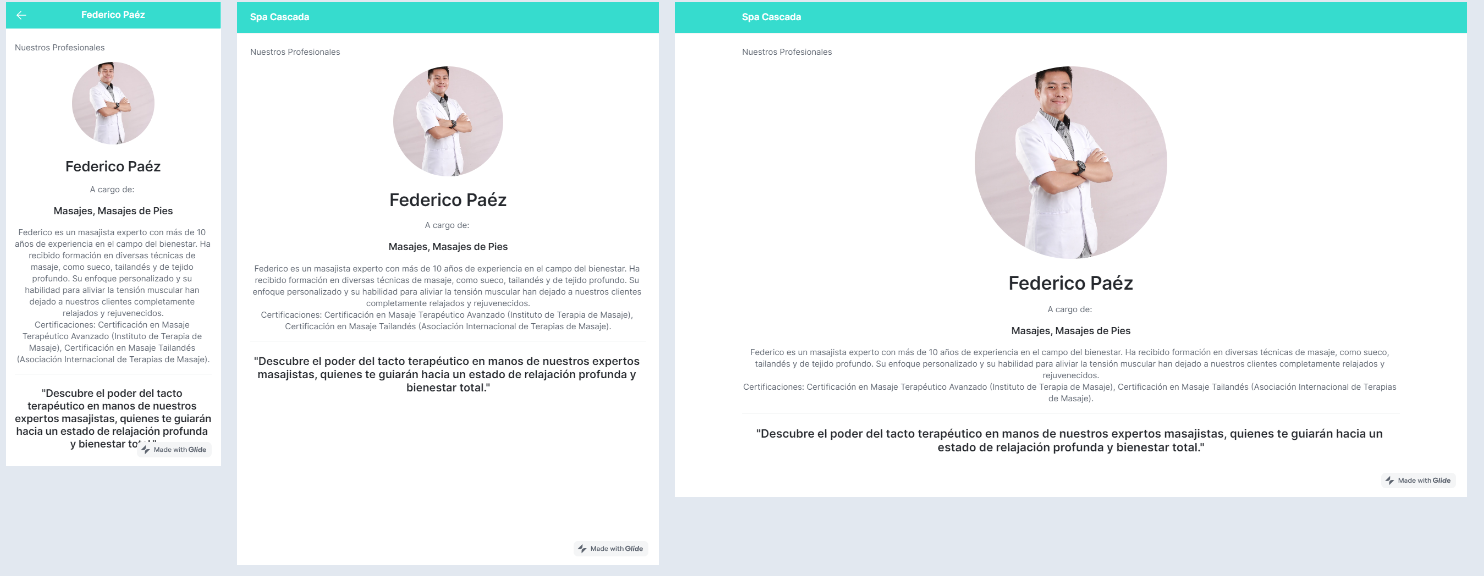 Federico Paéz
Nuestros Profesionales
Federico Paéz
A cargo de:
Masajes, Masajes de Pies
Federico es un masajista experto con más de 10
años de experiencia en el campo del bienestar. Ha
recibido formación en diversas técnicas de
masaje, como sueco, tailandés y de tejido
profundo. Su enfoque personalizado y su
habilidad para aliviar la tensión muscular han
dejado a nuestros clientes completamente
relajados y rejuvenecidos.
Certificaciones: Certificación en Masaje
Terapéutico Avanzado (Instituto de Terapia de
Masaje), Certificación en Masaje Tailandés
(Asociación Internacional de Terapias de Masaje).
"Descubre el poder del tacto
terapéutico en manos de nuestros
expertos masajistas, quienes te guiarán
hacia un estado de relajación profunda
y bienestar total."
Made with Glide
Spa Cascada
Nuestros Profesionales
Federico Paéz
A cargo de:
Masajes, Masajes de Pies
Federico es un masajista experto con más de 10 años de experiencia en el campo del bienestar. Ha
recibido formación en diversas técnicas de masaje, como sueco, tailandés y de tejido profundo. Su
enfoque personalizado y su habilidad para aliviar la tensión muscular han dejado a nuestros clientes
completamente relajados y rejuvenecidos.
Certificaciones: Certificación en Masaje Terapéutico Avanzado (Instituto de Terapia de Masaje),
Certificación en Masaje Tailandés (Asociación Internacional de Terapias de Masaje).
"Descubre el poder del tacto terapéutico en manos de nuestros expertos
masajistas, quienes te guiarán hacia un estado de relajación profunda y
bienestar total."
Made with Glide
Spa Cascada
Nuestros Profesionales
Federico Paéz
A cargo de:
Masajes, Masajes de Pies
Federico es un masajista experto con más de 10 años de experiencia en el campo del bienestar. Ha recibido formación en diversas técnicas de masaje, como sueco,
tailandés y de tejido profundo. Su enfoque personalizado y su habilidad para aliviar la tensión muscular han dejado a nuestros clientes completamente relajados y
rejuvenecidos.
Certificaciones: Certificación en Masaje Terapéutico Avanzado (Instituto de Terapia de Masaje), Certificación en Masaje Tailandés (Asociación Internacional de Terapias
de Masaje).
"Descubre el poder del tacto terapéutico en manos de nuestros expertos masajistas, quienes te guiarán hacia un
estado de relajación profunda y bienestar total."
Made with Glide